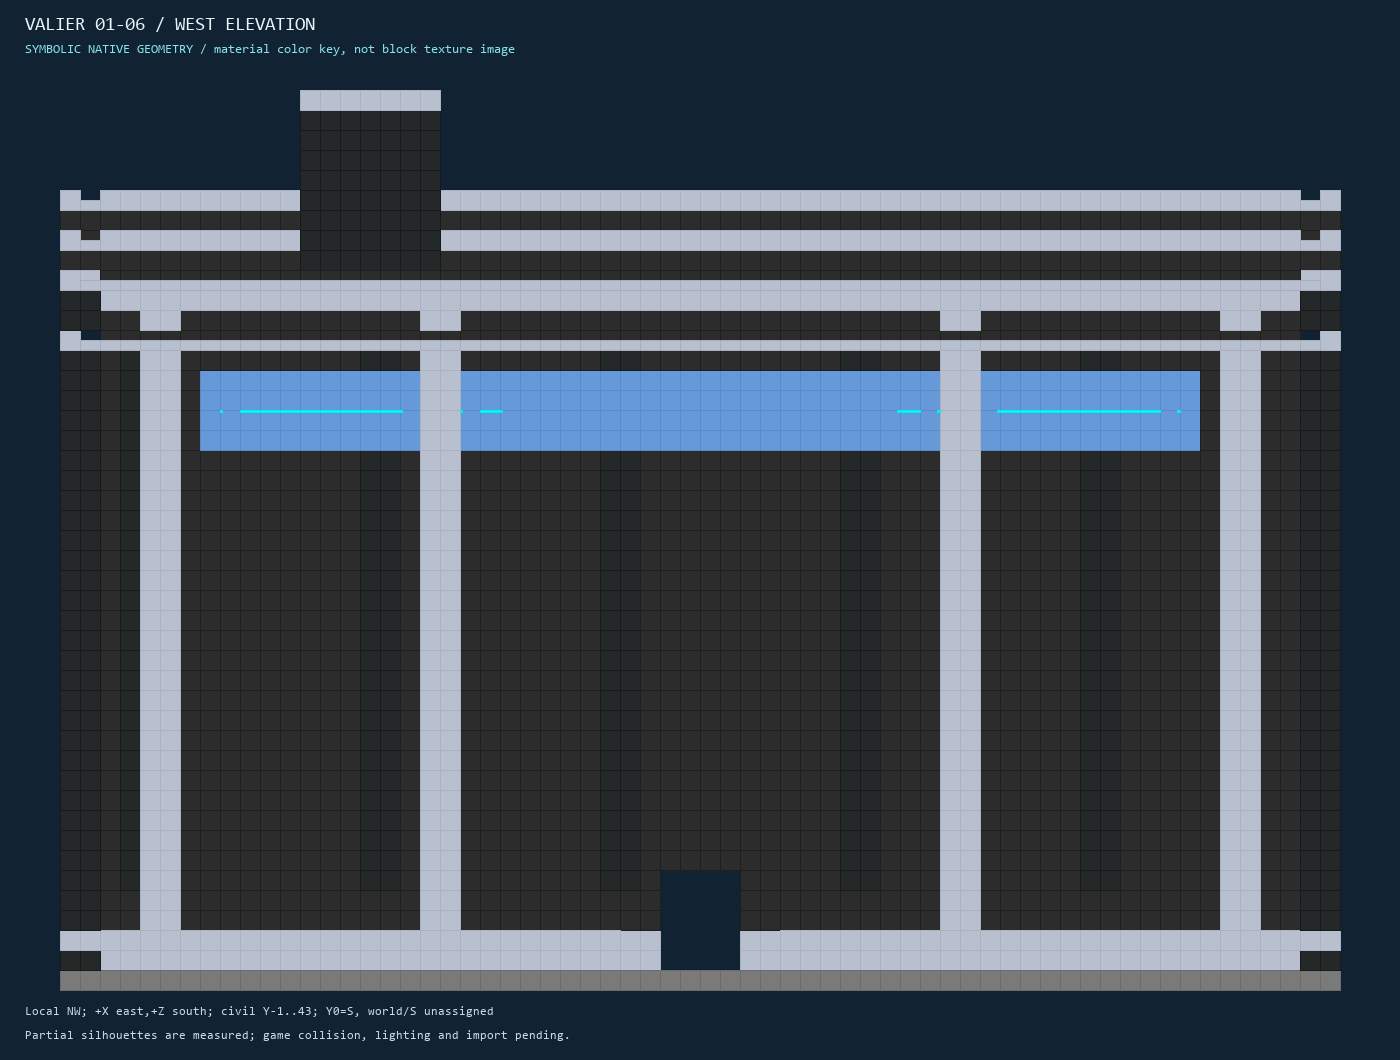 VALIER 01-06 / WEST ELEVATION
SYMBOLIC NATIVE GEOMETRY / material color key, not block texture image
Local NW; +X east,+Z south; civil Y-1..43; Y0=S, world/S unassigned
Partial silhouettes are measured; game collision, lighting and import pending.